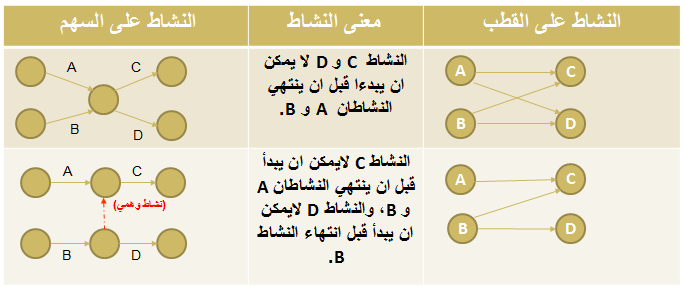 النشاط على القطب
معنى النشاط
النشاط على السهم
A
C
B
D
النشاط C و D لا يمكن
ان يبدءا قبل ان ينتهي
النشاطان A و B.
A
C
B
D
A
C
B
D
النشاط C لايمكن ان يبدأ
قبل ان ينتهي النشاطان A
و B، والنشاط D لايمكن
ان يبدأ قبل انتهاء النشاط
B.
A
C
(نشاط وهمي)
B
D